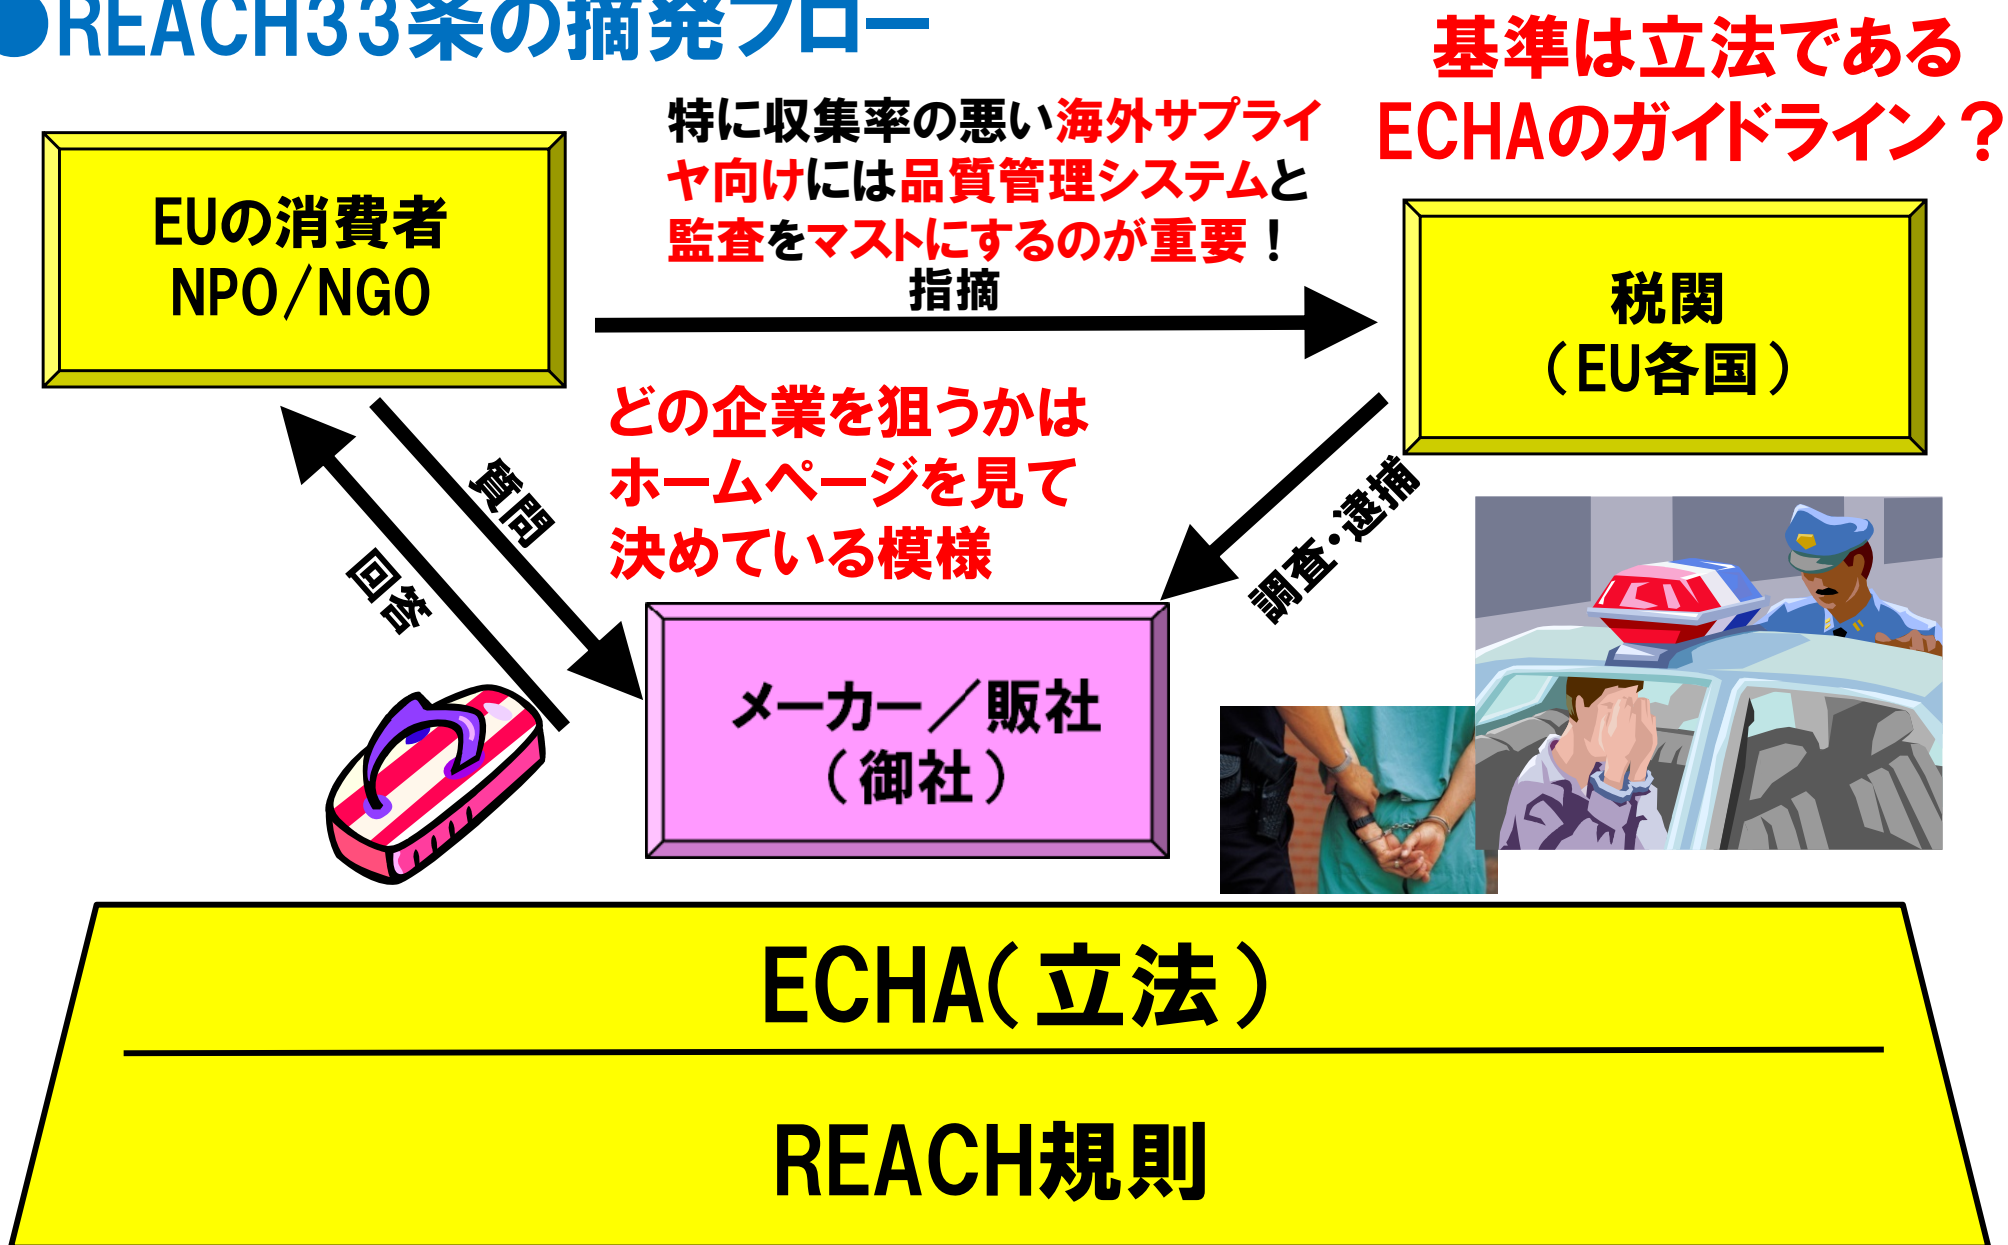 ●REACH33条の摘発フロー
基準は立法である
ECHAのガイドライン？
特に収集率の悪い海外サプライ
ヤ向けには品質管理システムと
監査をマストにするのが重要！
指摘
EUの消費者
NPO/NGO
税関
（EU各国）
どの企業を狙うかは
ホームページを見て
決めている模様
質問
回答
調査・逮捕
メーカー／販社
（御社）
ECHA（立法）
REACH規則